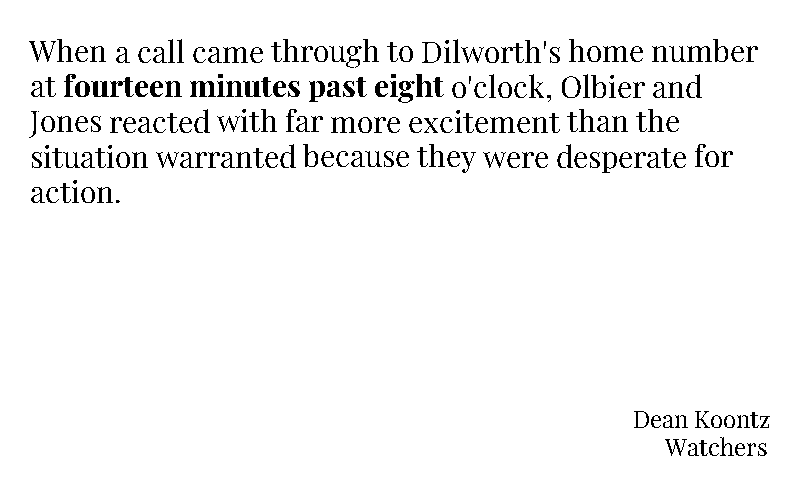 When a call came through to Dilworth's home number
at fourteen minutes past eight o'clock, Olbier and
Jones reacted with far more excitement than the
situation warranted because they were desperate for
action.
Dean Koontz
Watchers